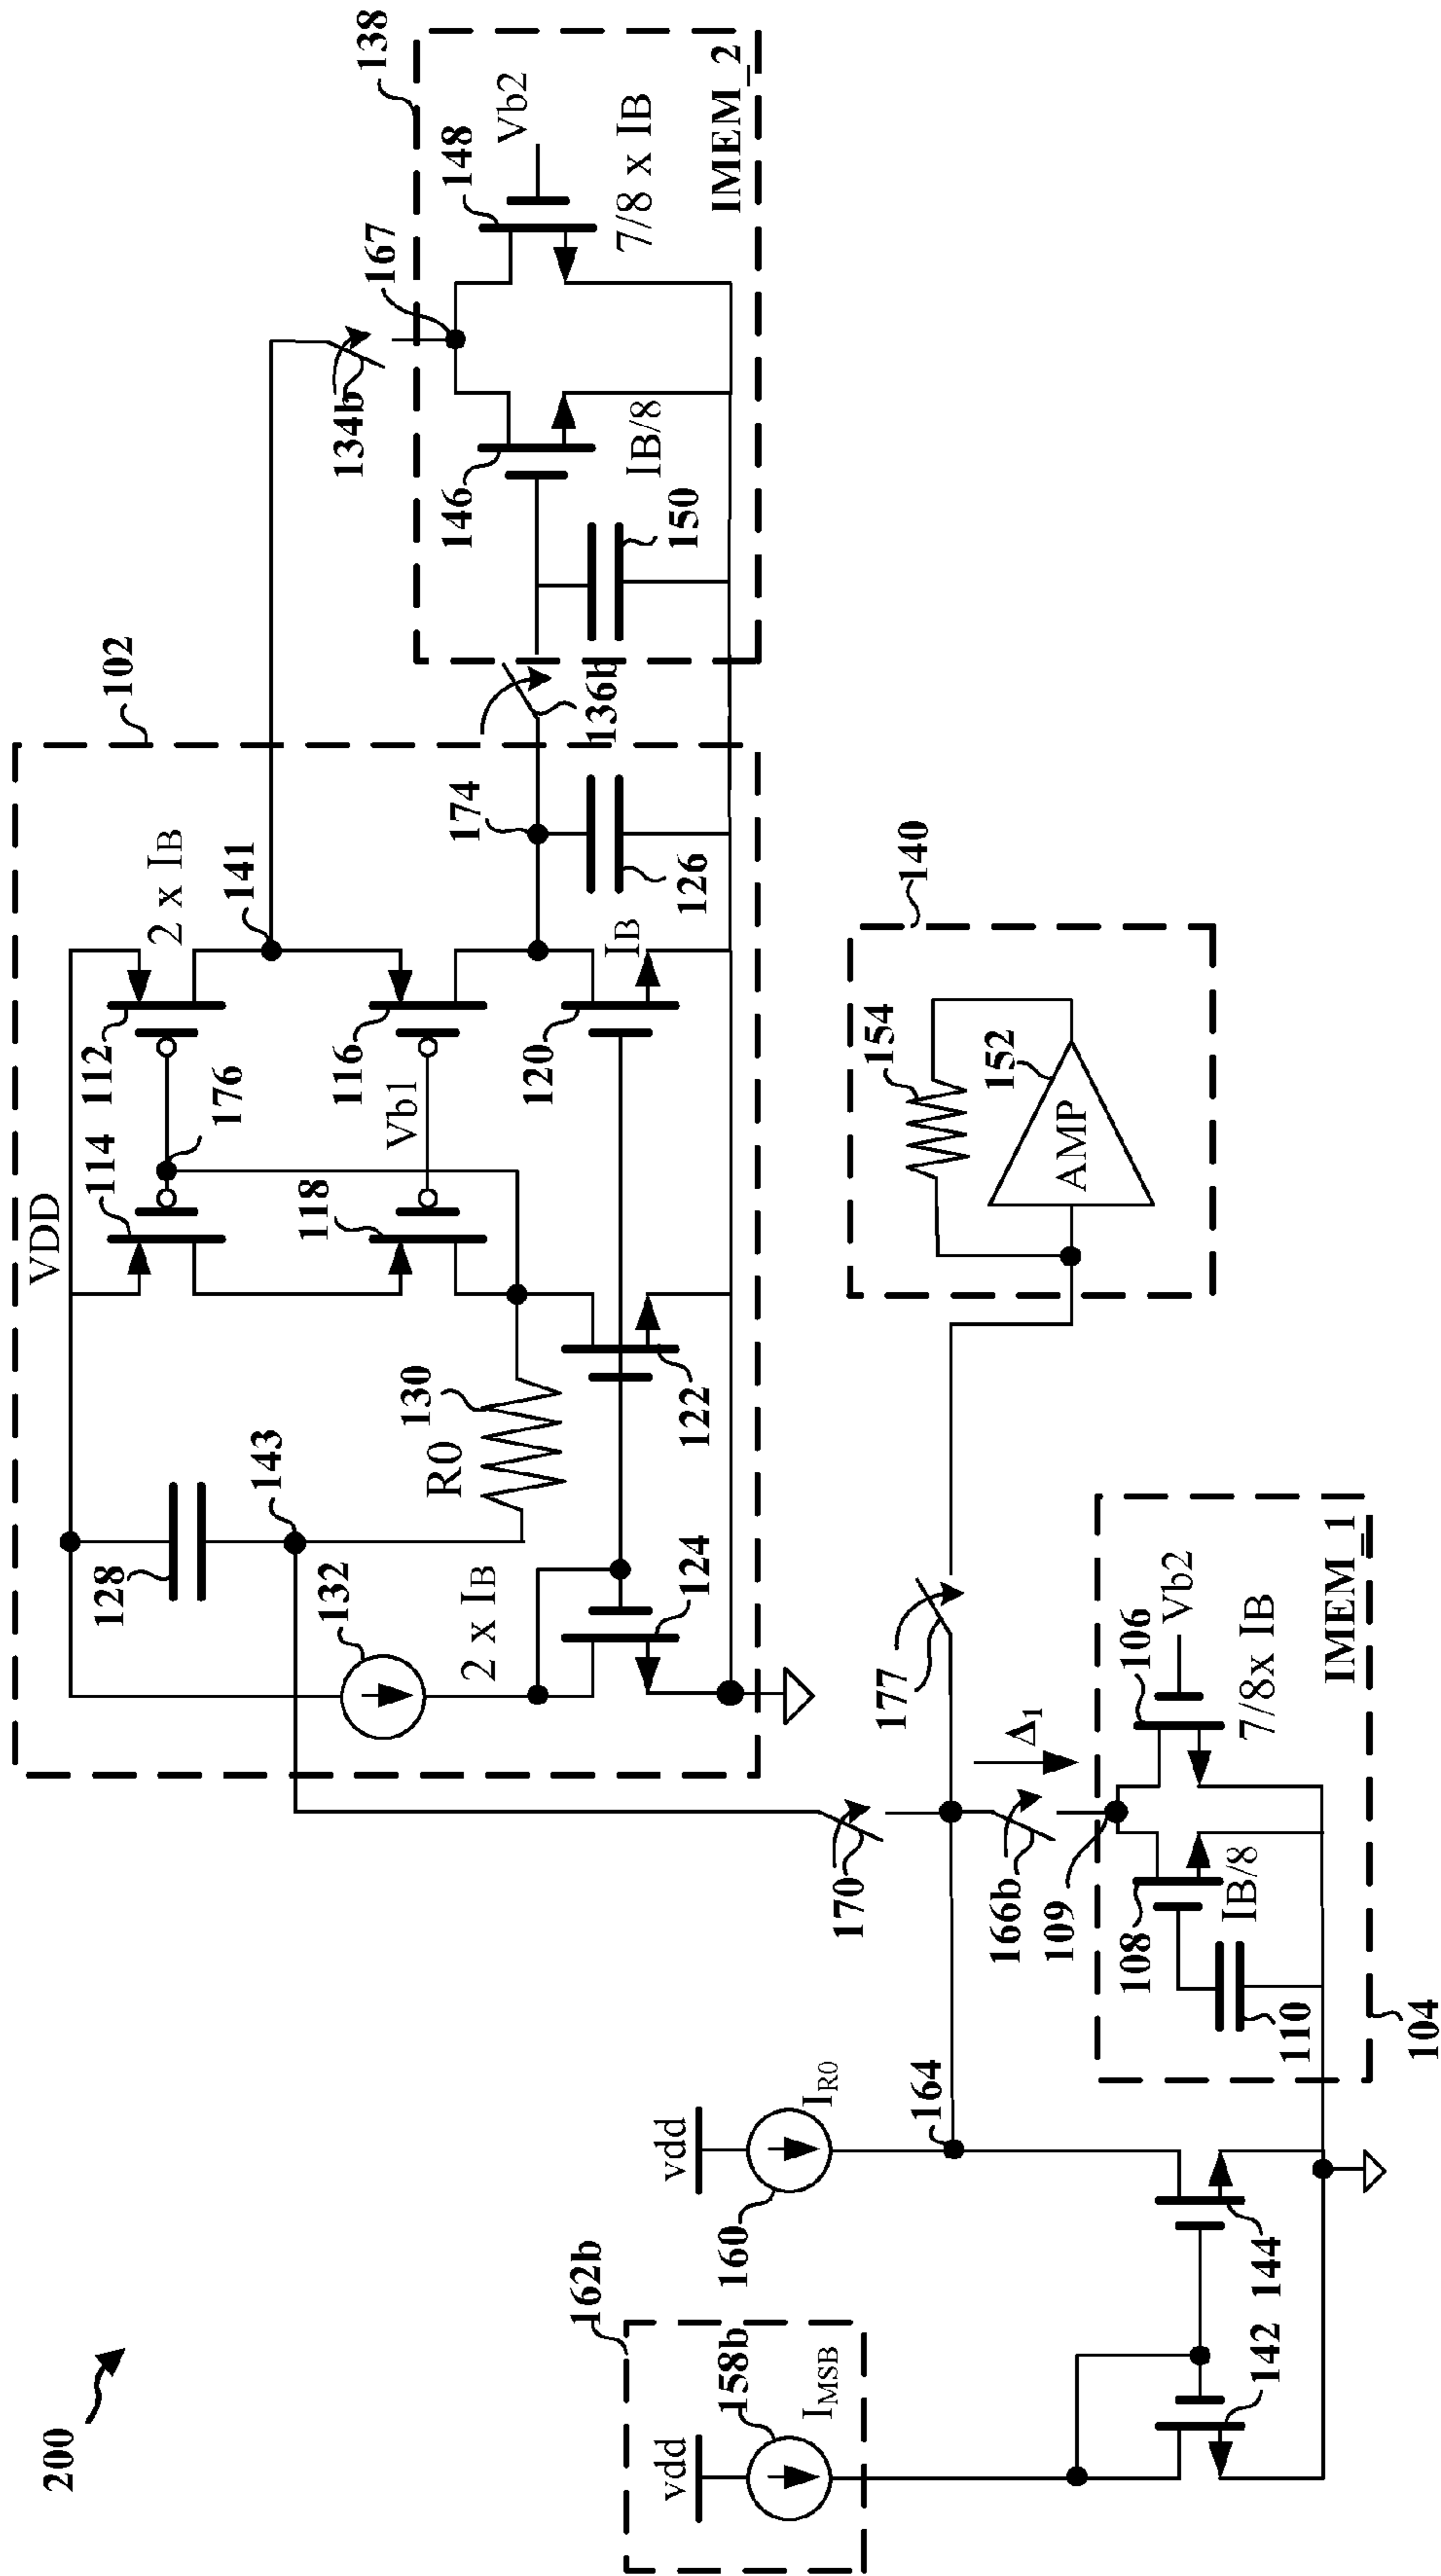 200
102
138
VDD
114
112
2 x IB
141
176
128
143
132
118
Vb1
116
134b
167
148
Vb2
146
IB/8
7/8 x IB
150
IMEM_2
130
R0
2 x IB
124
122
120
IB
174
126
136b
140
154
152
AMP
177
170
166b
Δ1
109
106
Vb2
7/8x IB
108
IB/8
110
IMEM_1
104
162b
vdd
158b
IMSB
vdd
160
IR0
164
142
144